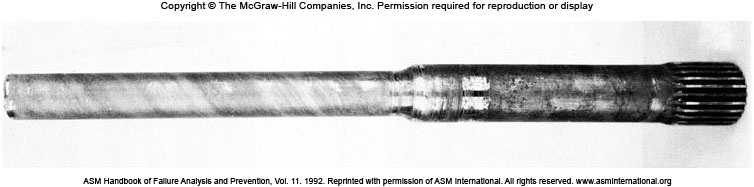 Copyright © The McGraw-Hill Companies, Inc. Permission required for reproduction or display
ASM Handbook of Failure Analysis and Prevention, Vol. 11. 1992. Reprinted with permission of ASM International. All rights reserved. www.asminternational.org